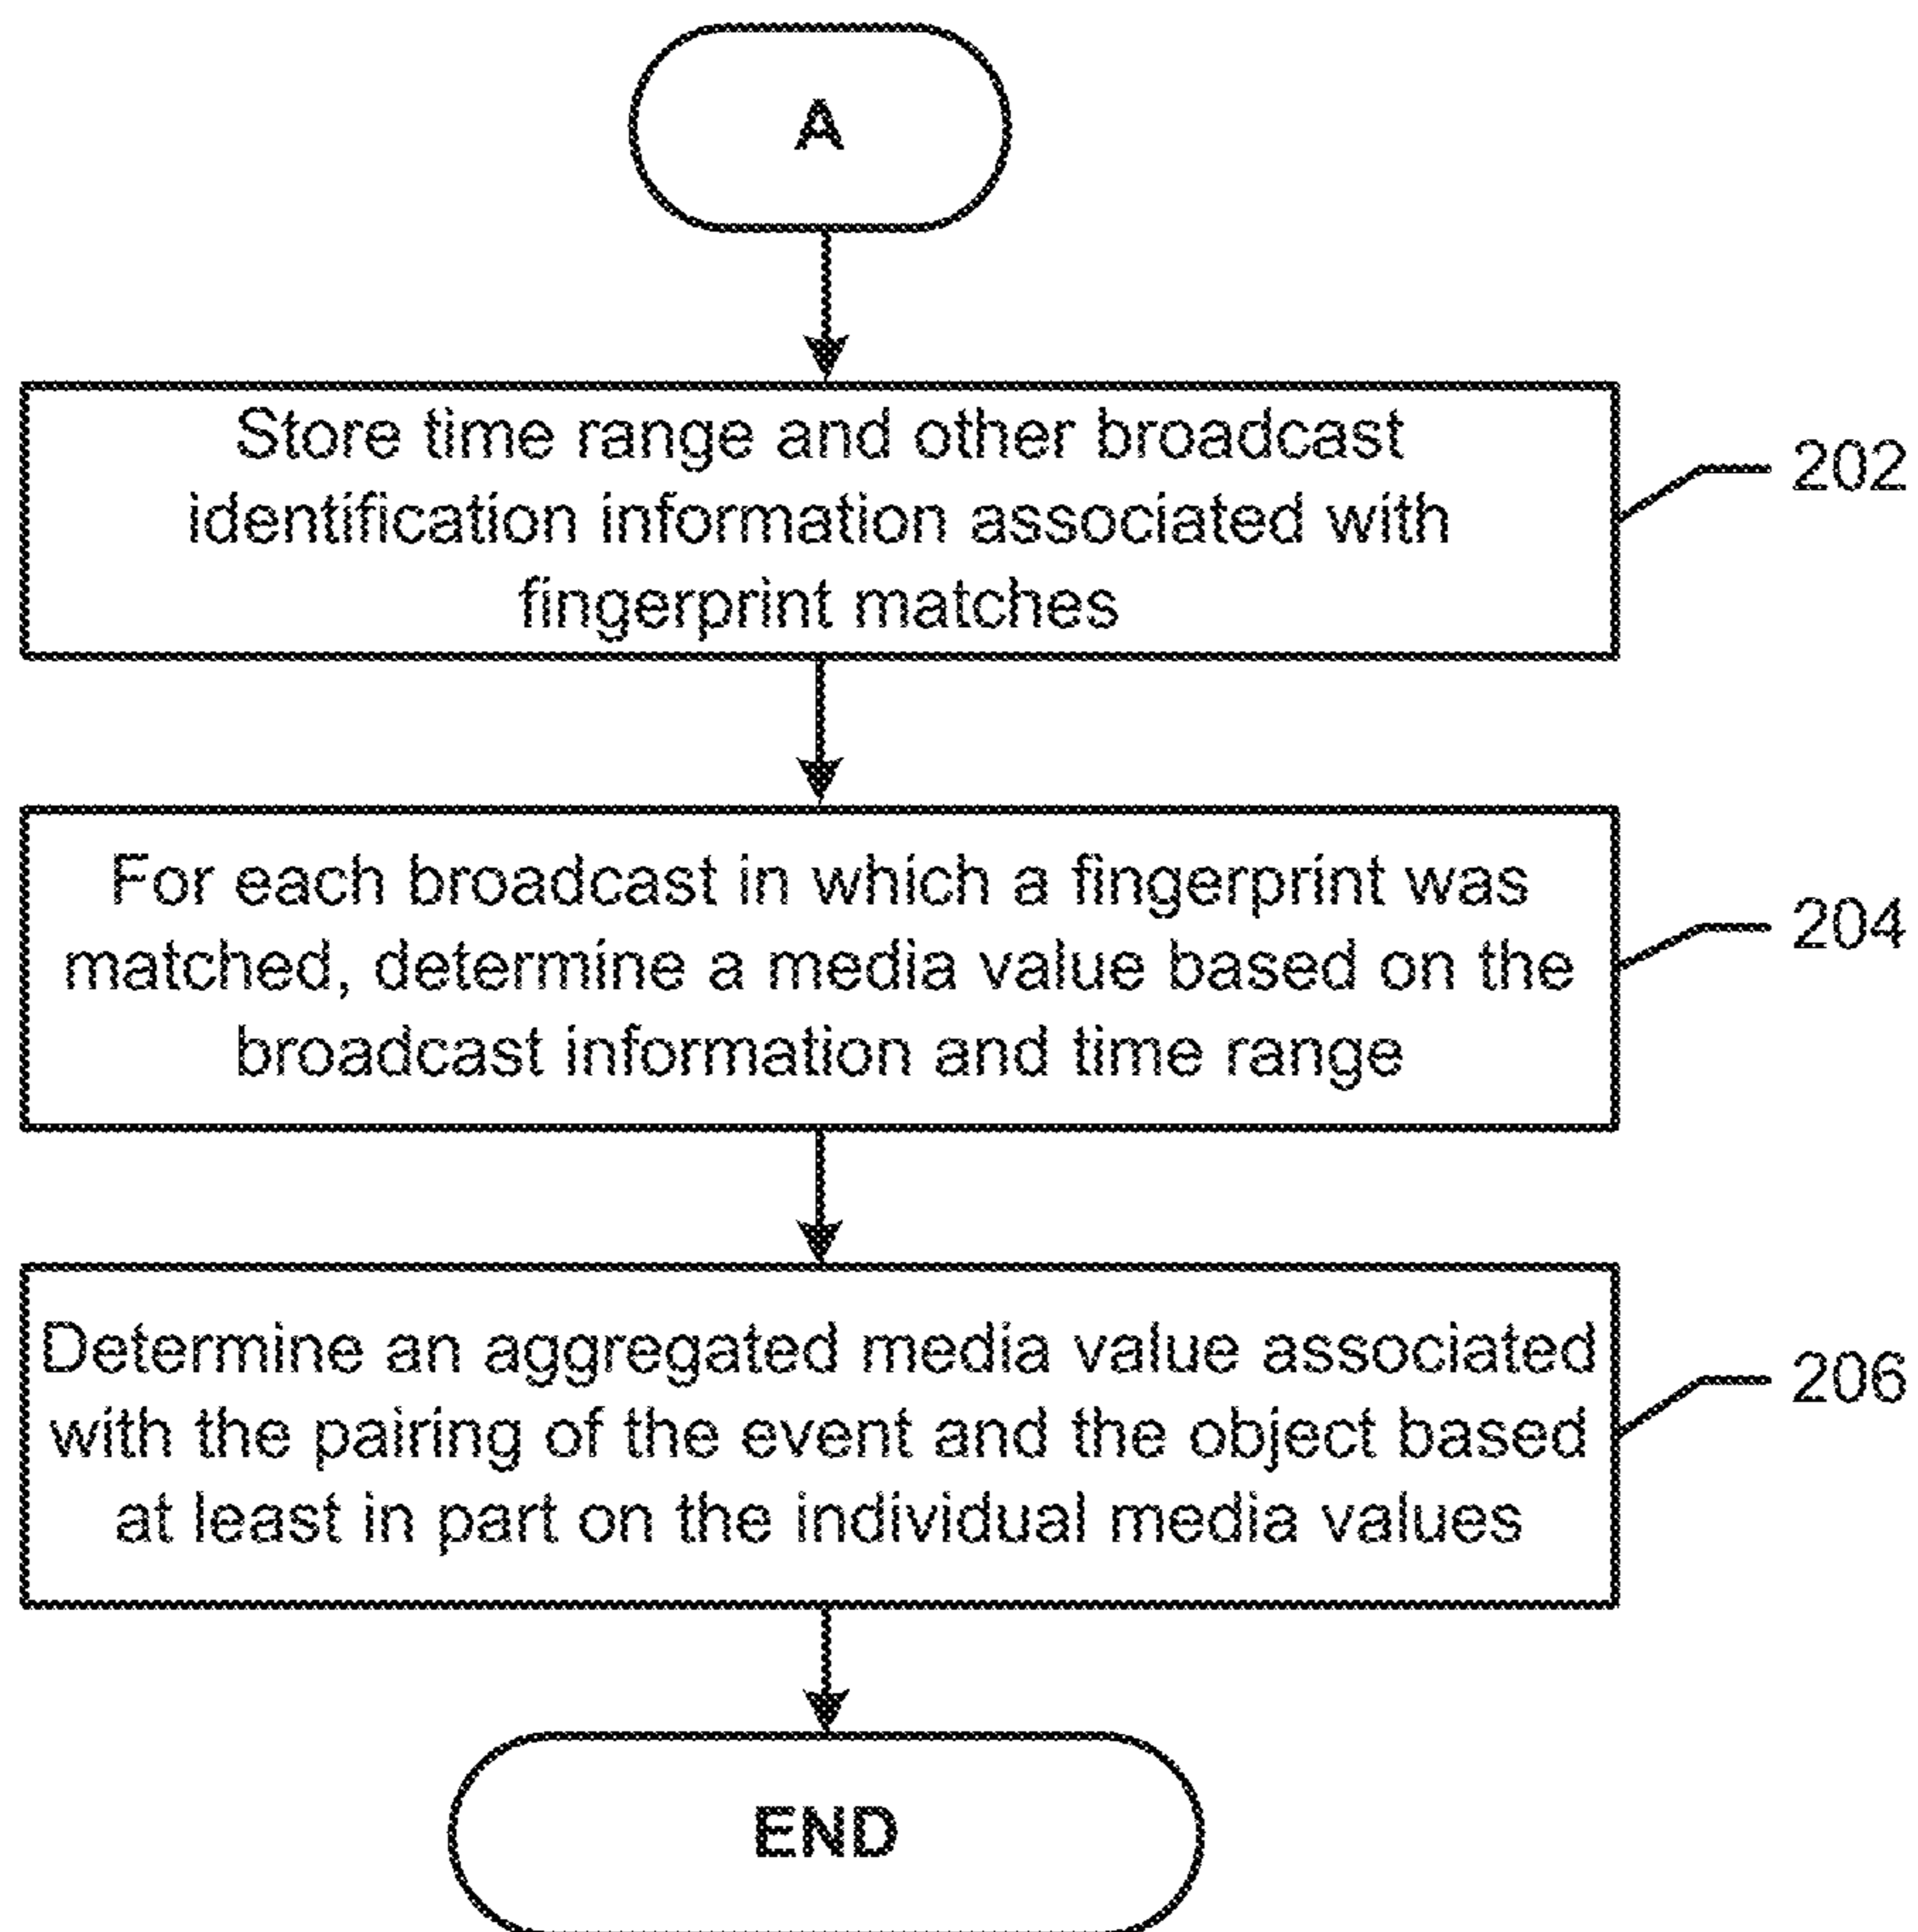 A
Store time range and other broadcast
identification information associated with
fingerprint matches
202
For each broadcast in which a fingerprint was
matched, determine a media value based on the
broadcast information and time range
204
Determine an aggregated media value associated
with the pairing of the event and the object based
at least in part on the individual media values
206
END